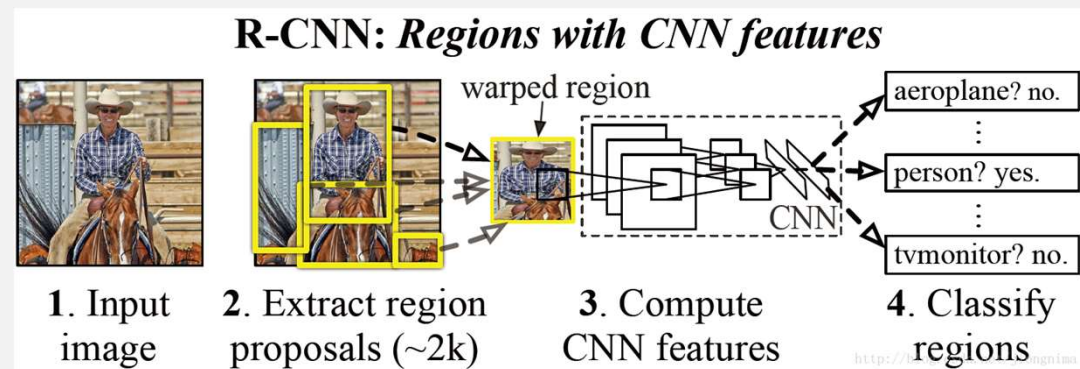 R-CNN: Regions with CNN features
warped region
aeroplane? no.
person? yes.
tvmonitor? no.
CNN
1. Input
image
2. Extract region
proposals (~2k)
3. Compute
CNN features
4. Classify
regions